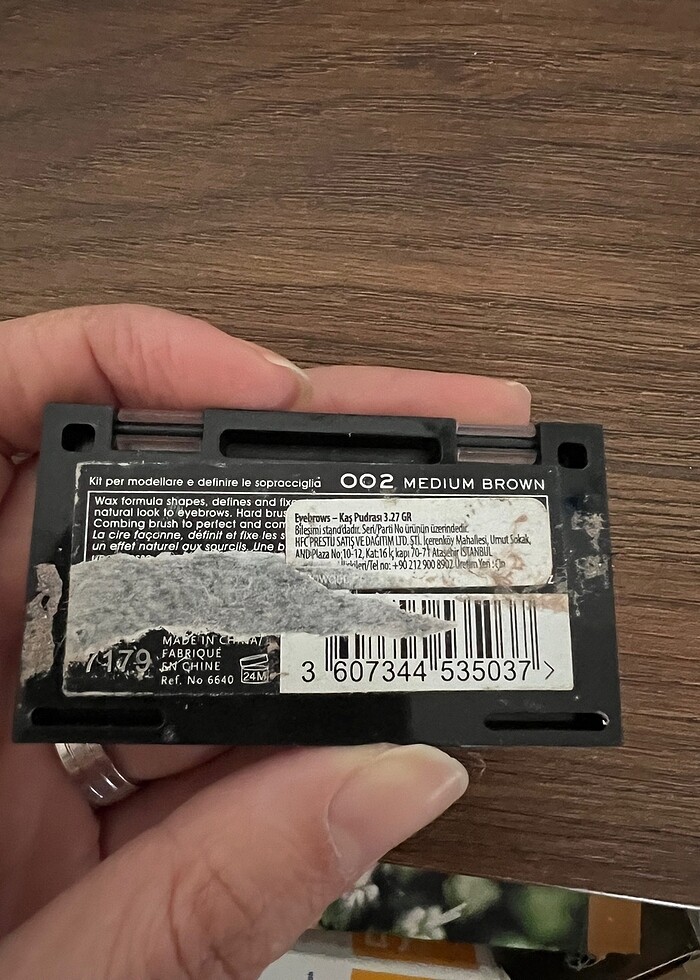 Kit per modellare e definire le sopracciglia
002 MEDIUM BROWN
Wax formula shapes, defines and fixe
natural look to eyebrows. Hard brus
Combing brush to perfect and con
La cire façonne, définit et fixe les s
un effet naturel aux sourcils. Une b
Eyebrows – Kaş Pudrası 3.27 GR
Bileşimi standdadır. Seri/Parti No ürünün üzerindedir.
HFC PRESTIJ SATIŞ VE DAĞITIM LTD. ŞTİ. İçerenköy Mahallesi, Umut Sokak,
AND Plaza No:10-12, Kat:16 İç kapı 70-71 Ataşehir İSTANBUL
No: +90 212 900 8902 Üretim Yeri : Çin
7179
MADE IN CHINA/
FABRIQUÉ
EN CHINE
Ref. No 6640
24M
3 607344 535037 >